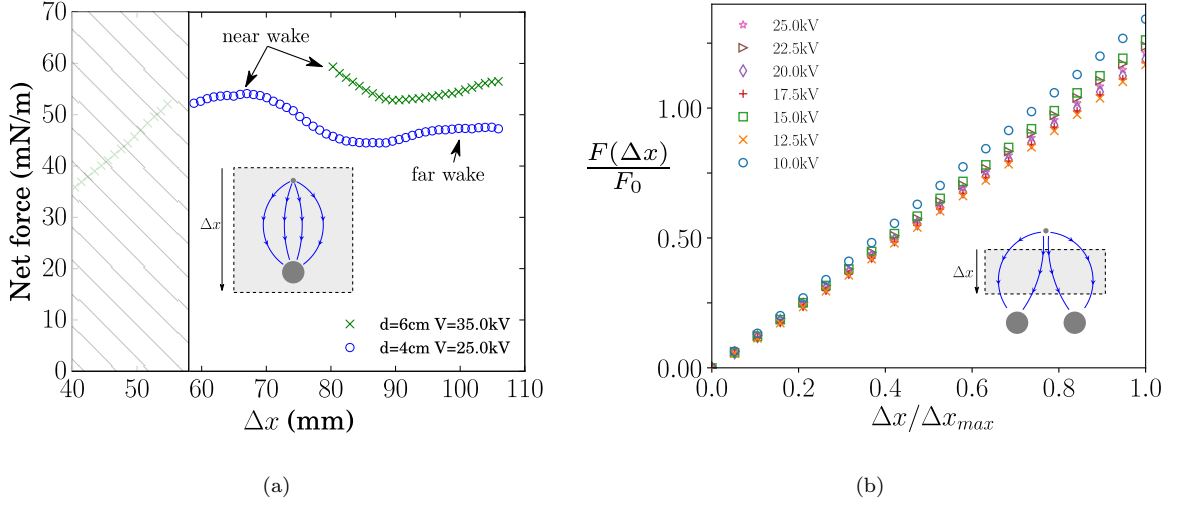 70
60
50
40
30
20
10
0
Net force (mN/m)
near wake
far wake
Δx
d=6cm V=35.0kV
d=4cm V=25.0kV
40 50 60 70 80 90 100 110
Δx (mm)
(a)
25.0kV
22.5kV
20.0kV
17.5kV
15.0kV
12.5kV
10.0kV
1.00
0.50
0.00
F(Δx)
F₀
Δx
0.0 0.2 0.4 0.6 0.8 1.0
Δx/Δxmax
(b)